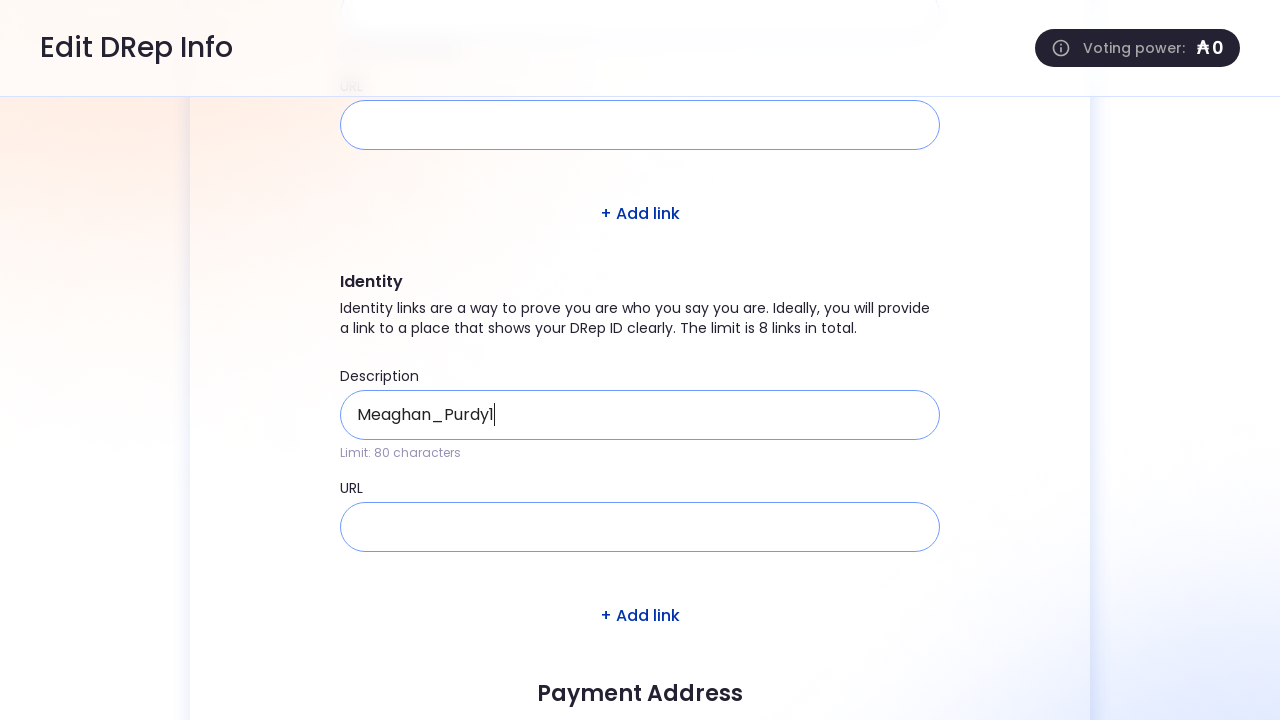 Edit DRep Info
Voting power: ₳ 0
URL
+ Add link
Identity
Identity links are a way to prove you are who you say you are. Ideally, you will provide
a link to a place that shows your DRep ID clearly. The limit is 8 links in total.
Description
Meaghan_Purdy1
Limit: 80 characters
URL
+ Add link
Payment Address